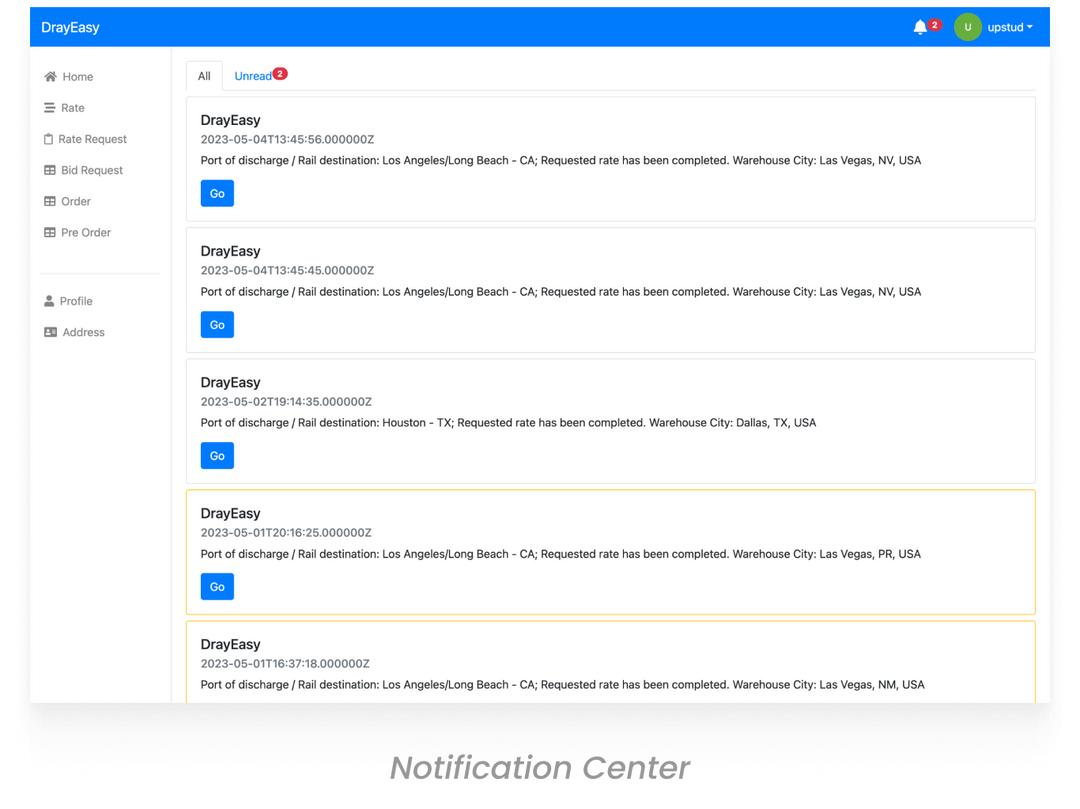 DrayEasy
2
U
upstud
Home
Rate
Rate Request
Bid Request
Order
Pre Order
Profile
Address
All
Unread 2
DrayEasy
2023-05-04T13:45:56.000000Z
Port of discharge / Rail destination: Los Angeles/Long Beach - CA; Requested rate has been completed. Warehouse City: Las Vegas, NV, USA
Go
DrayEasy
2023-05-04T13:45:45.000000Z
Port of discharge / Rail destination: Los Angeles/Long Beach - CA; Requested rate has been completed. Warehouse City: Las Vegas, NV, USA
Go
DrayEasy
2023-05-02T19:14:35.000000Z
Port of discharge / Rail destination: Houston - TX; Requested rate has been completed. Warehouse City: Dallas, TX, USA
Go
DrayEasy
2023-05-01T20:16:25.000000Z
Port of discharge / Rail destination: Los Angeles/Long Beach - CA; Requested rate has been completed. Warehouse City: Las Vegas, PR, USA
Go
DrayEasy
2023-05-01T16:37:18.000000Z
Port of discharge / Rail destination: Los Angeles/Long Beach - CA; Requested rate has been completed. Warehouse City: Las Vegas, NM, USA
Notification Center